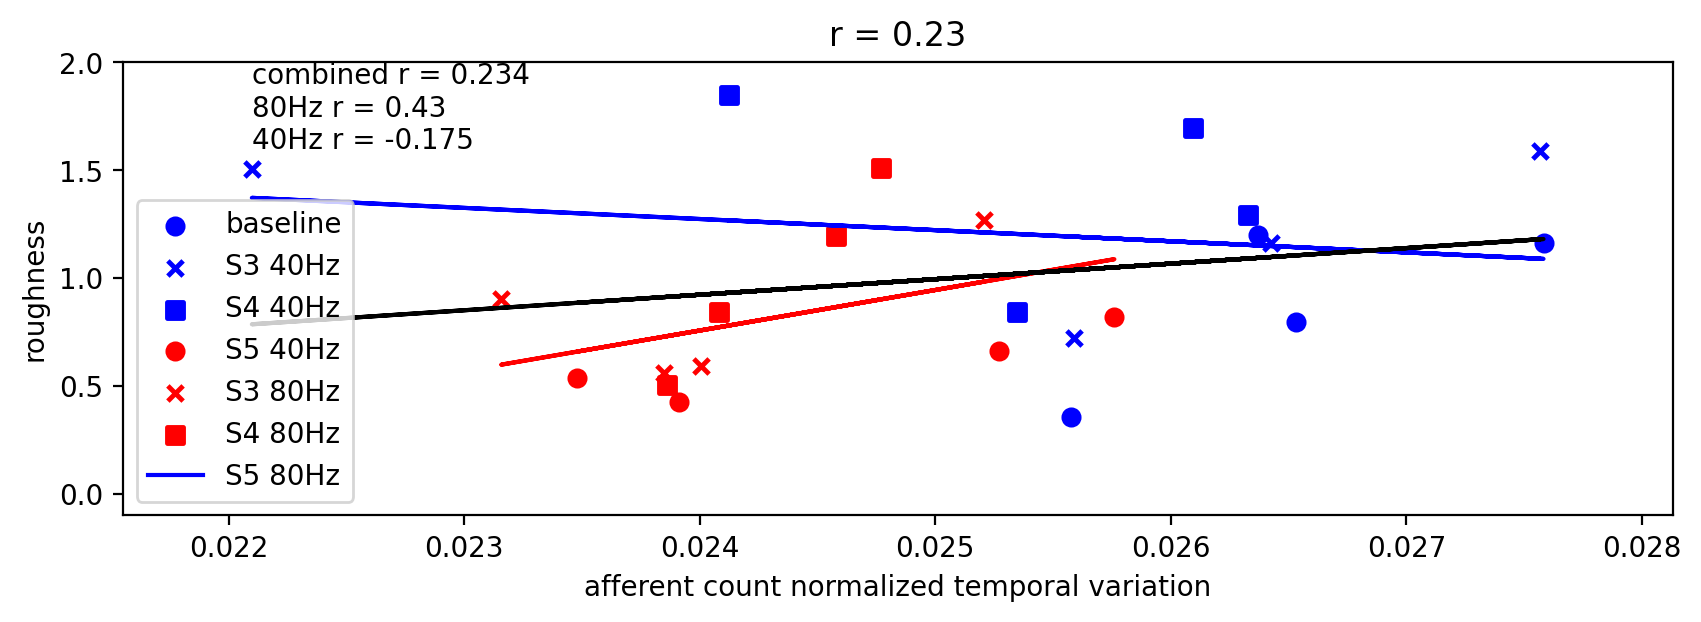 r = 0.23
combined r = 0.234
80Hz r = 0.43
40Hz r = -0.175
2.0
1.5
1.0
0.5
0.0
roughness
baseline
S3 40Hz
S4 40Hz
S5 40Hz
S3 80Hz
S4 80Hz
S5 80Hz
0.022 0.023 0.024 0.025 0.026 0.027 0.028
afferent count normalized temporal variation